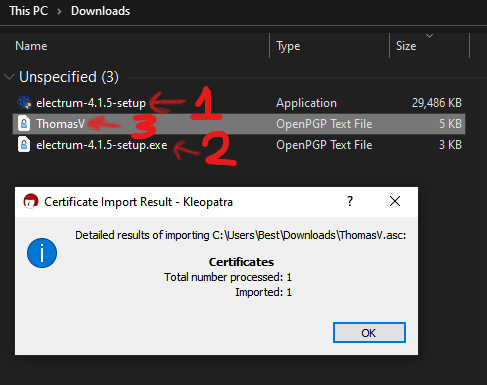 This PC > Downloads
Name Type Size
Unspecified (3)
electrum-4.1.5-setup 1 Application 29,486 KB
ThomasV 3 OpenPGP Text File 5 KB
electrum-4.1.5-setup.exe 2 OpenPGP Text File 3 KB
Certificate Import Result - Kleopatra ? ×
Detailed results of importing C:\Users\Best\Downloads\ThomasV.asc:
Certificates
Total number processed: 1
Imported: 1
OK